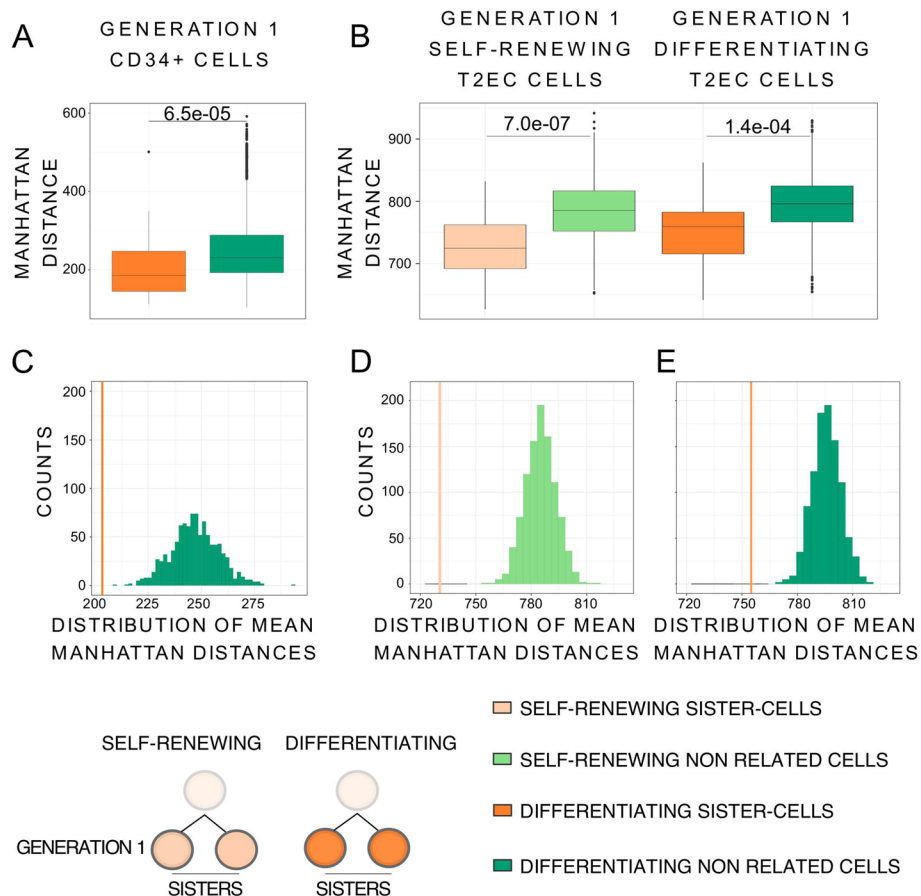 A
GENERATION 1
CD34+ CELLS
MANHATTAN
DISTANCE
600
400
200
6.5e-05
B
GENERATION 1
SELF-RENEWING
T2EC CELLS
GENERATION 1
DIFFERENTIATING
T2EC CELLS
MANHATTAN
DISTANCE
900
800
700
7.0e-07
1.4e-04
C
COUNTS
200
150
100
50
0
200
225
250
275
DISTRIBUTION OF MEAN
MANHATTAN DISTANCES
D
COUNTS
200
150
100
50
0
720
750
780
810
DISTRIBUTION OF MEAN
MANHATTAN DISTANCES
E
720
750
780
810
DISTRIBUTION OF MEAN
MANHATTAN DISTANCES
SELF-RENEWING
DIFFERENTIATING
GENERATION 1
SISTERS
SISTERS
SELF-RENEWING SISTER-CELLS
SELF-RENEWING NON RELATED CELLS
DIFFERENTIATING SISTER-CELLS
DIFFERENTIATING NON RELATED CELLS